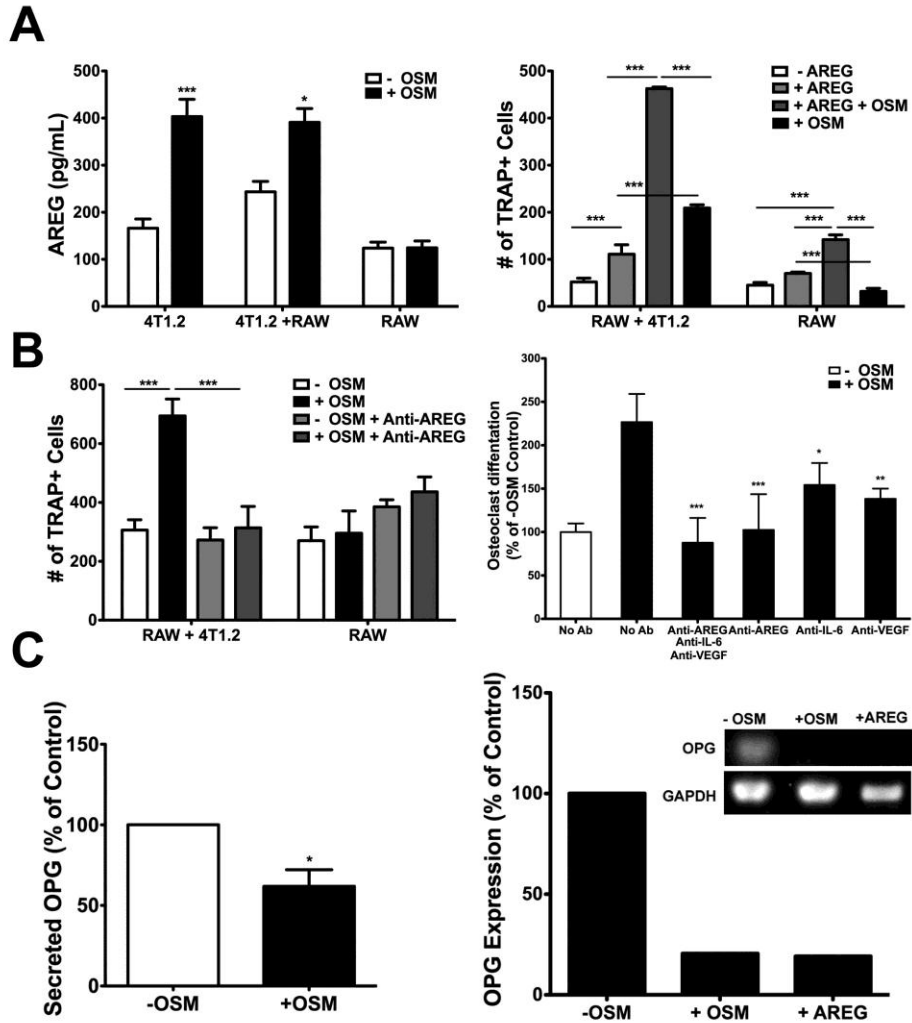 A
AREG (pg/mL)
500
400
300
200
100
0
***
*
- OSM
+ OSM
4T1.2
4T1.2 +RAW
RAW
# of TRAP+ Cells
500
400
300
200
100
0
***
***
***
***
***
***
***
***
- AREG
+ AREG
+ AREG + OSM
+ OSM
RAW + 4T1.2
RAW
B
# of TRAP+ Cells
800
600
400
200
0
***
***
- OSM
+ OSM
- OSM + Anti-AREG
+ OSM + Anti-AREG
RAW + 4T1.2
RAW
Osteoclast diffentation
(% of -OSM Control)
300
250
200
150
100
50
0
- OSM
+ OSM
***
***
*
**
No Ab
No Ab
Anti-AREG
Anti-IL-6
Anti-VEGF
Anti-AREG
Anti-IL-6
Anti-VEGF
C
Secreted OPG (% of Control)
150
100
50
0
*
-OSM
+OSM
OPG Expression (% of Control)
150
100
50
0
- OSM
+OSM
+AREG
OPG
GAPDH
-OSM
+ OSM
+ AREG